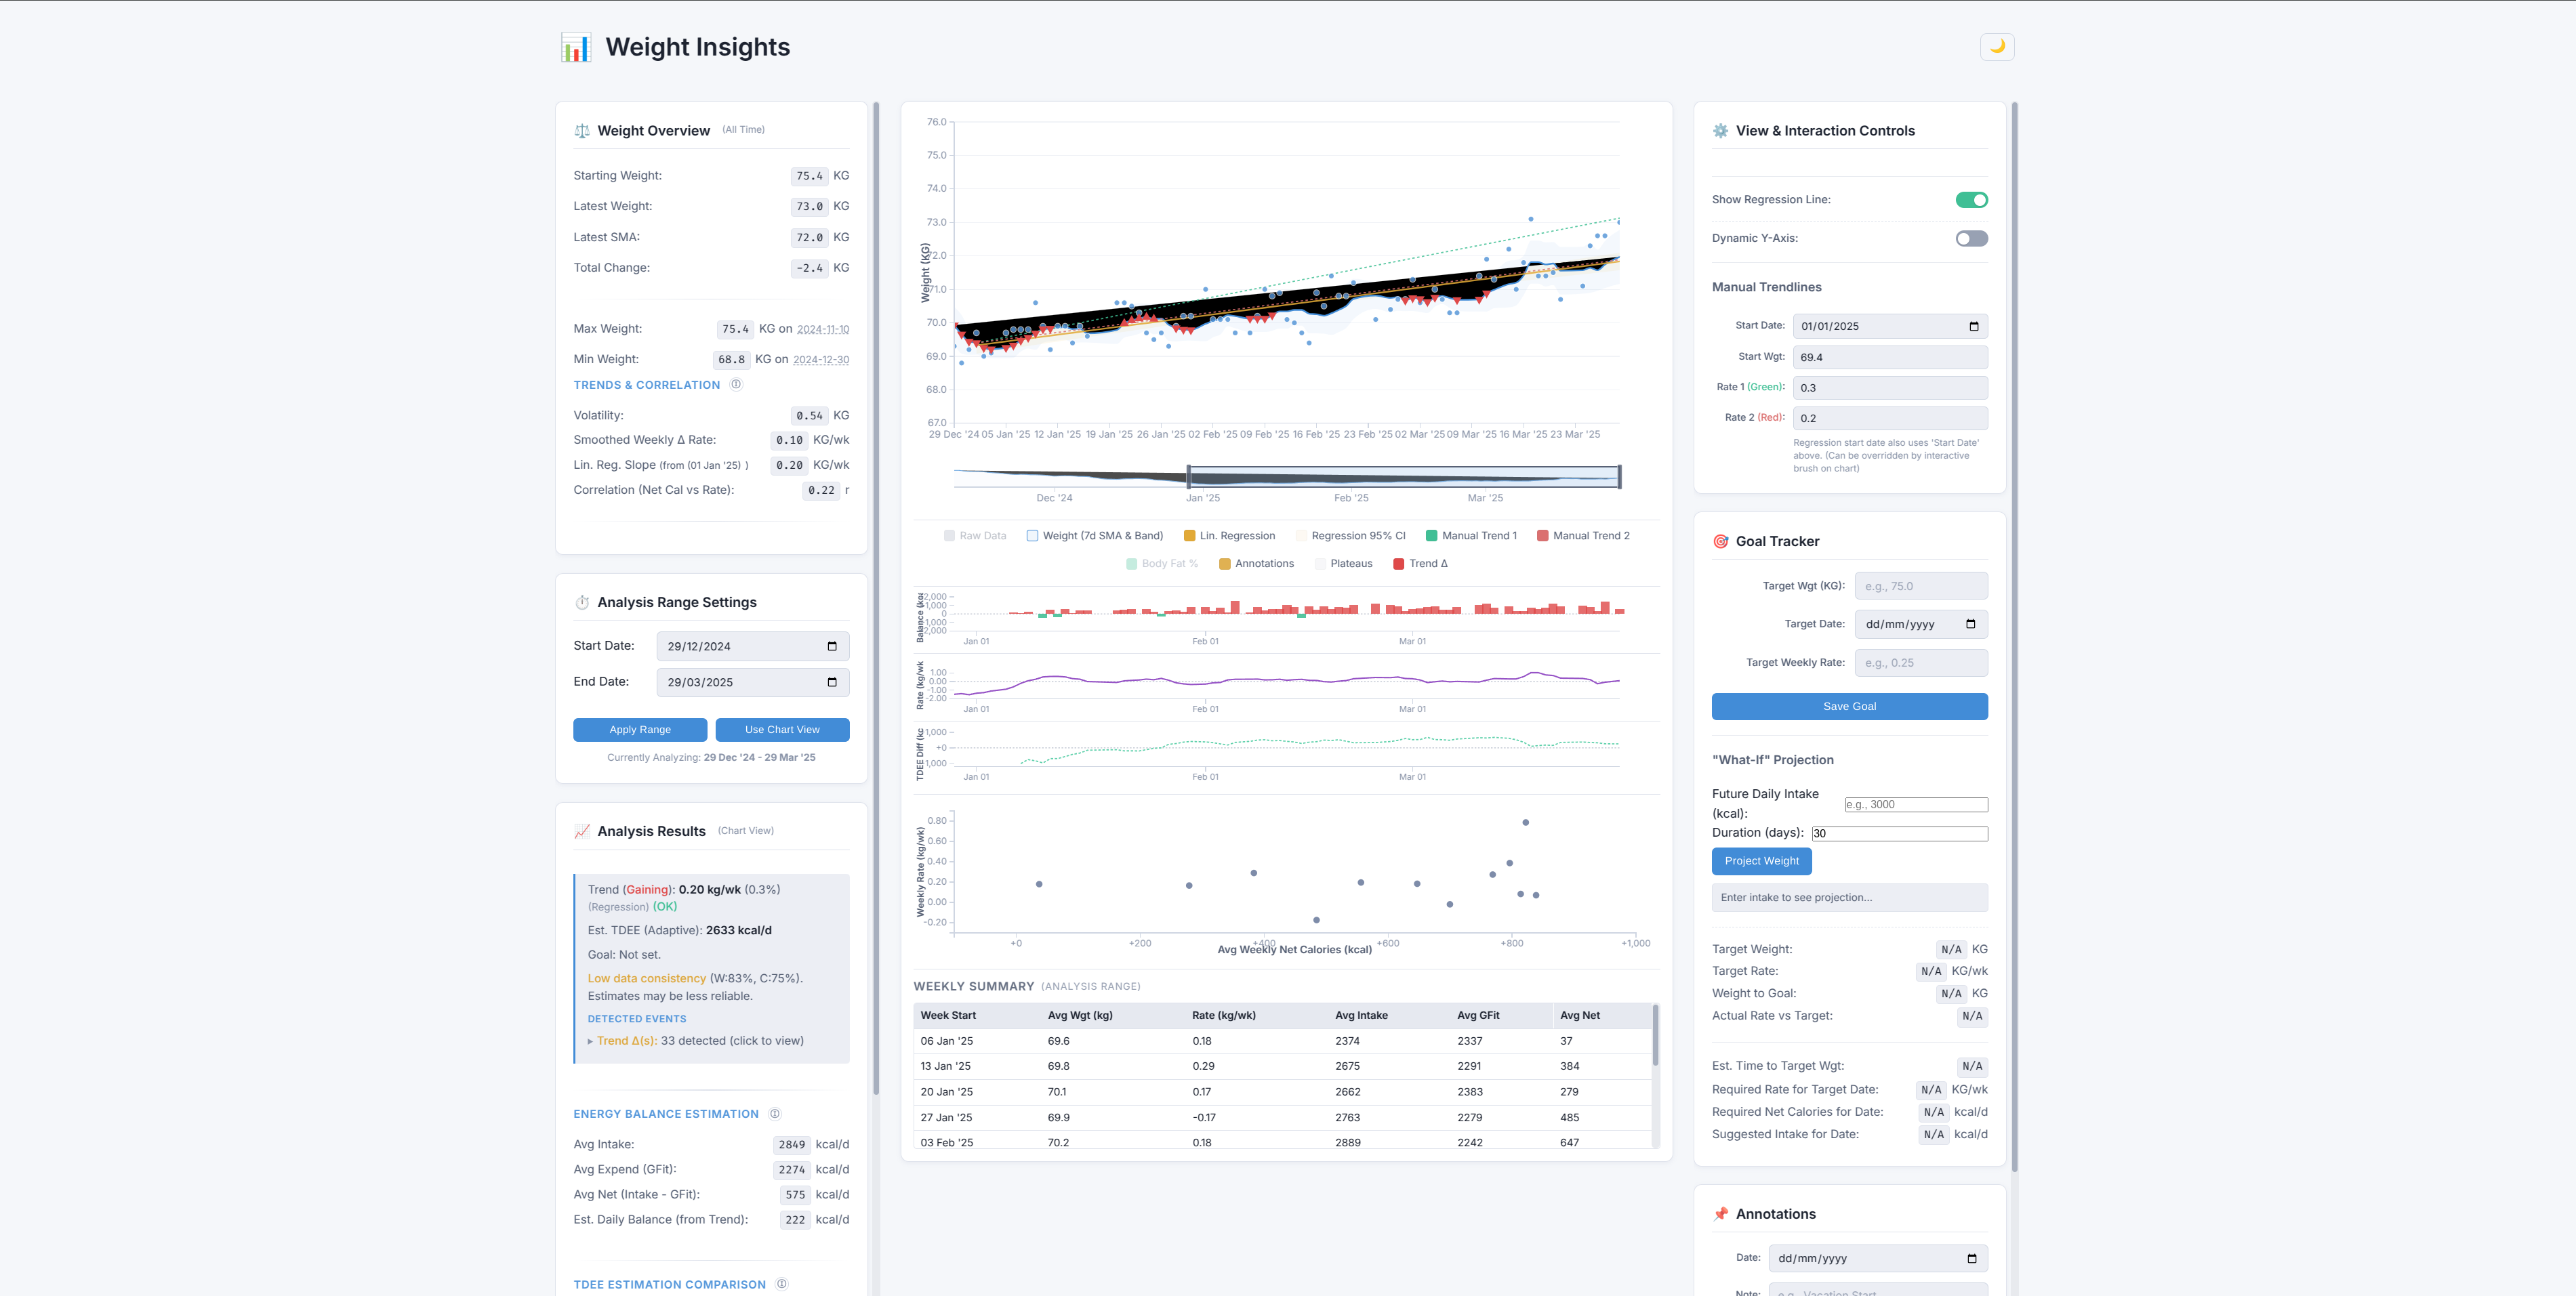 Weight Insights
Weight Overview (All Time)
Starting Weight: 75.4 KG
Latest Weight: 73.0 KG
Latest SMA: 72.0 KG
Total Change: -2.4 KG
Max Weight: 75.4 KG on 2024-11-10
Min Weight: 68.8 KG on 2024-12-30
TRENDS & CORRELATION ⓘ
Volatility: 0.54 KG
Smoothed Weekly Δ Rate: 0.10 KG/wk
Lin. Reg. Slope (from (01 Jan '25) ) 0.20 KG/wk
Correlation (Net Cal vs Rate): 0.22 r
Analysis Range Settings
Start Date: 29/12/2024
End Date: 29/03/2025
Apply Range Use Chart View
Currently Analyzing: 29 Dec '24 - 29 Mar '25
Analysis Results (Chart View)
Trend (Gaining): 0.20 kg/wk (0.3%)
(Regression) (OK)
Est. TDEE (Adaptive): 2633 kcal/d
Goal: Not set.
Low data consistency (W:83%, C:75%).
Estimates may be less reliable.
DETECTED EVENTS
▸ Trend Δ(s): 33 detected (click to view)
ENERGY BALANCE ESTIMATION ⓘ
Avg Intake: 2849 kcal/d
Avg Expend (GFit): 2274 kcal/d
Avg Net (Intake - GFit): 575 kcal/d
Est. Daily Balance (from Trend): 222 kcal/d
TDEE ESTIMATION COMPARISON ⓘ
76.0
75.0
74.0
73.0
72.0
71.0
70.0
69.0
68.0
67.0
Weight (KG)
29 Dec '24 05 Jan '25 12 Jan '25 19 Jan '25 26 Jan '25 02 Feb '25 09 Feb '25 16 Feb '25 23 Feb '25 02 Mar '25 09 Mar '25 16 Mar '25 23 Mar '25
Dec '24 Jan '25 Feb '25 Mar '25
Raw Data Weight (7d SMA & Band) Lin. Regression Regression 95% CI Manual Trend 1 Manual Trend 2
Body Fat % Annotations Plateaus Trend Δ
Balance
2,000
1,000
0
1,000
2,000
Jan 01 Feb 01 Mar 01
Rate (kg/wk
1.00
0.00
-1.00
-2.00
Jan 01 Feb 01 Mar 01
TDEE Diff (kc
1,000
+0
1,000
Jan 01 Feb 01 Mar 01
Weekly Rate (kg/wk)
0.80
0.60
0.40
0.20
0.00
-0.20
+0 +200 +400 +600 +800 +1,000
Avg Weekly Net Calories (kcal)
WEEKLY SUMMARY (ANALYSIS RANGE)
Week Start Avg Wgt (kg) Rate (kg/wk) Avg Intake Avg GFit Avg Net
06 Jan '25 69.6 0.18 2374 2337 37
13 Jan '25 69.8 0.29 2675 2291 384
20 Jan '25 70.1 0.17 2662 2383 279
27 Jan '25 69.9 -0.17 2763 2279 485
03 Feb '25 70.2 0.18 2889 2242 647
View & Interaction Controls
Show Regression Line:
Dynamic Y-Axis:
Manual Trendlines
Start Date: 01/01/2025
Start Wgt: 69.4
Rate 1 (Green): 0.3
Rate 2 (Red): 0.2
Regression start date also uses 'Start Date'
above. (Can be overridden by interactive
brush on chart)
Goal Tracker
Target Wgt (KG): e.g., 75.0
Target Date: dd/mm/yyyy
Target Weekly Rate: e.g., 0.25
Save Goal
"What-If" Projection
Future Daily Intake
(kcal): e.g., 3000
Duration (days): 30
Project Weight
Enter intake to see projection...
Target Weight: N/A KG
Target Rate: N/A KG/wk
Weight to Goal: N/A KG
Actual Rate vs Target: N/A
Est. Time to Target Wgt: N/A
Required Rate for Target Date: N/A KG/wk
Required Net Calories for Date: N/A kcal/d
Suggested Intake for Date: N/A kcal/d
Annotations
Date: dd/mm/yyyy
Note: e.g., Vacation Start